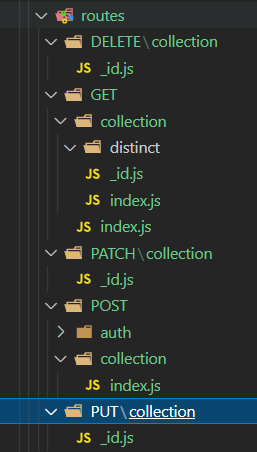 routes
DELETE\collection
JS _id.js
GET
collection
distinct
JS _id.js
JS index.js
JS index.js
PATCH\collection
JS _id.js
POST
auth
collection
JS index.js
PUT\collection
JS _id.js